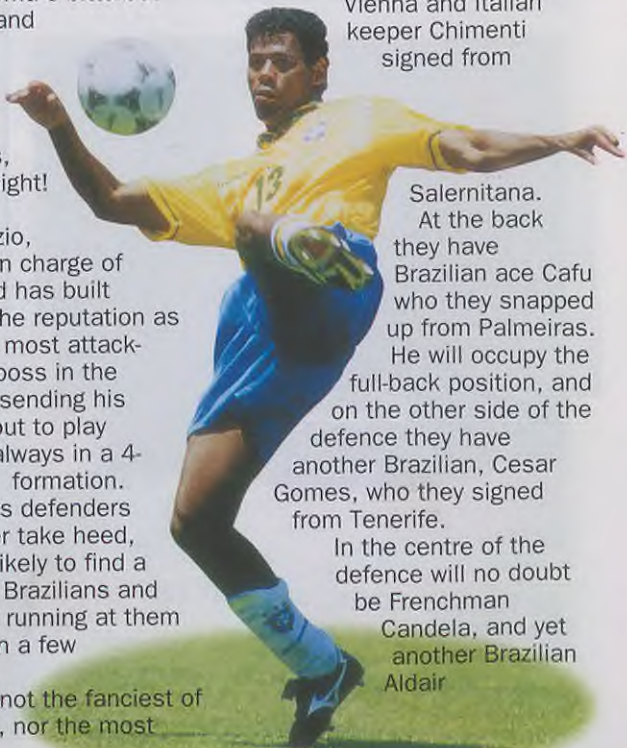 and
s,
ight!
zio,
n charge of
d has built
he reputation as
most attack-
boss in the
sending his
out to play
always in a 4-
formation.
s defenders
er take heed,
ikely to find a
Brazilians and
running at them
n a few
not the fanciest of
, nor the most
Vienna and Italian
keeper Chimenti
signed from
Salernitana.
At the back
they have
Brazilian ace Cafu
who they snapped
up from Palmeiras.
He will occupy the
full-back position, and
on the other side of the
defence they have
another Brazilian, Cesar
Gomes, who they signed
from Tenerife.
In the centre of the
defence will no doubt
be Frenchman
Candela, and yet
another Brazilian
Aldair
13